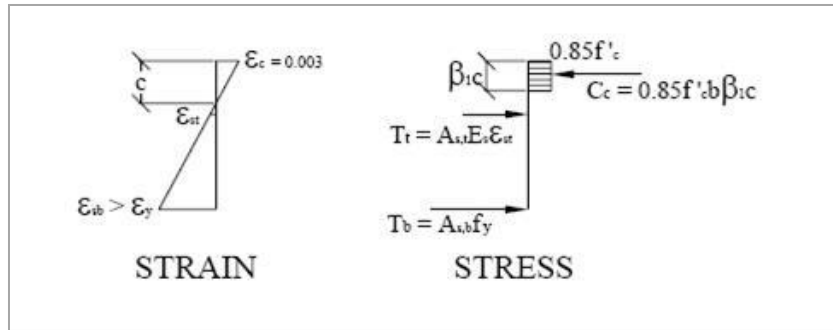 εc = 0.003
c
εst
εsb > εy
STRAIN
0.85f'c
β1c
Cc = 0.85f'cbβ1c
Tt = As,tEsεst
Tb = As,bfy
STRESS